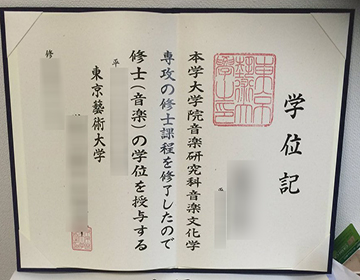 学位記
本学大学院音楽研究科音楽文化学
専攻の修士課程を修了したので
修士（音楽）の学位を授与する
平
東京藝術大学
修